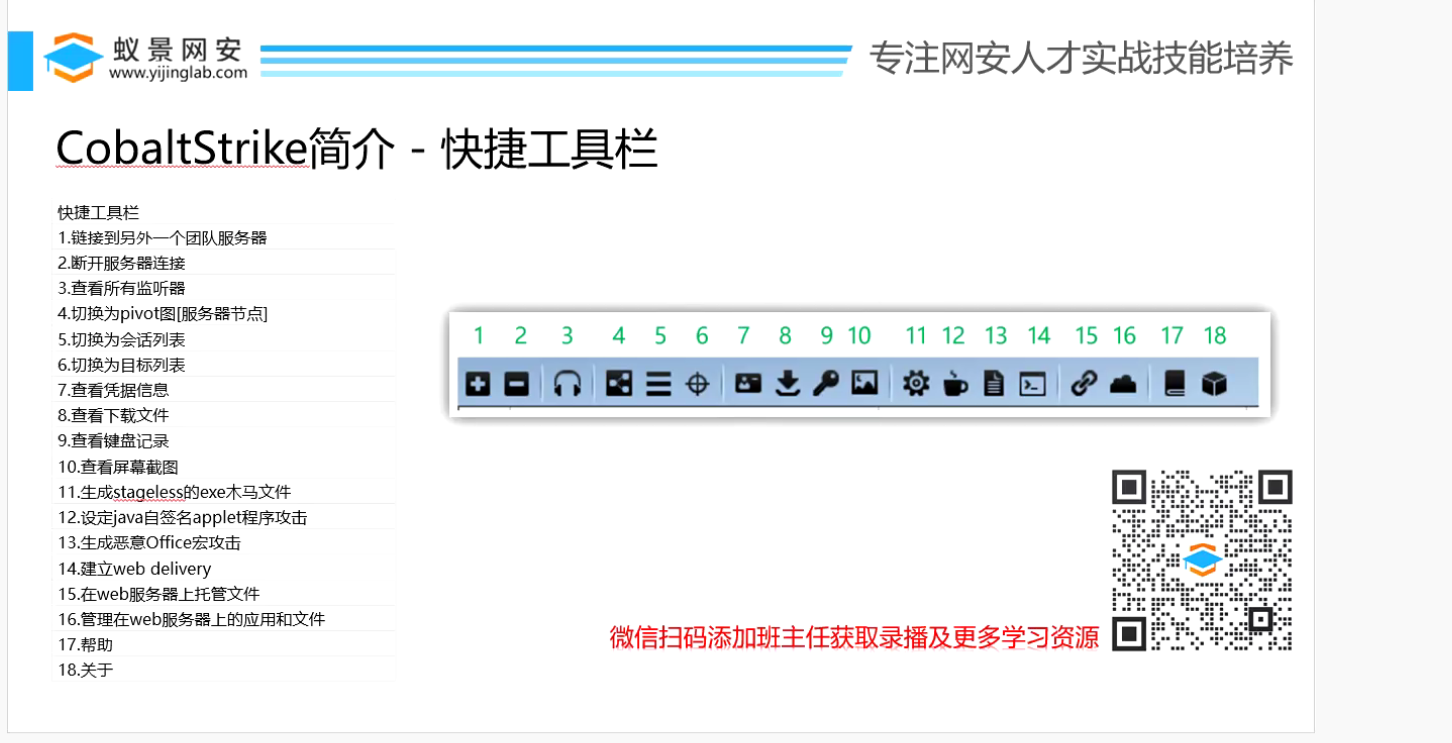 蚁景网安
www.yijinglab.com
专注网安人才实战技能培养
CobaltStrike简介 - 快捷工具栏
快捷工具栏
1.链接到另外一个团队服务器
2.断开服务器连接
3.查看所有监听器
4.切换为pivot图[服务器节点]
5.切换为会话列表
6.切换为目标列表
7.查看凭据信息
8.查看下载文件
9.查看键盘记录
10.查看屏幕截图
11.生成stageless的exe木马文件
12.设定java自签名applet程序攻击
13.生成恶意Office宏攻击
14.建立web delivery
15.在web服务器上托管文件
16.管理在web服务器上的应用和文件
17.帮助
18.关于
1 2 3 4 5 6 7 8 9 10 11 12 13 14 15 16 17 18
微信扫码添加班主任获取录播及更多学习资源